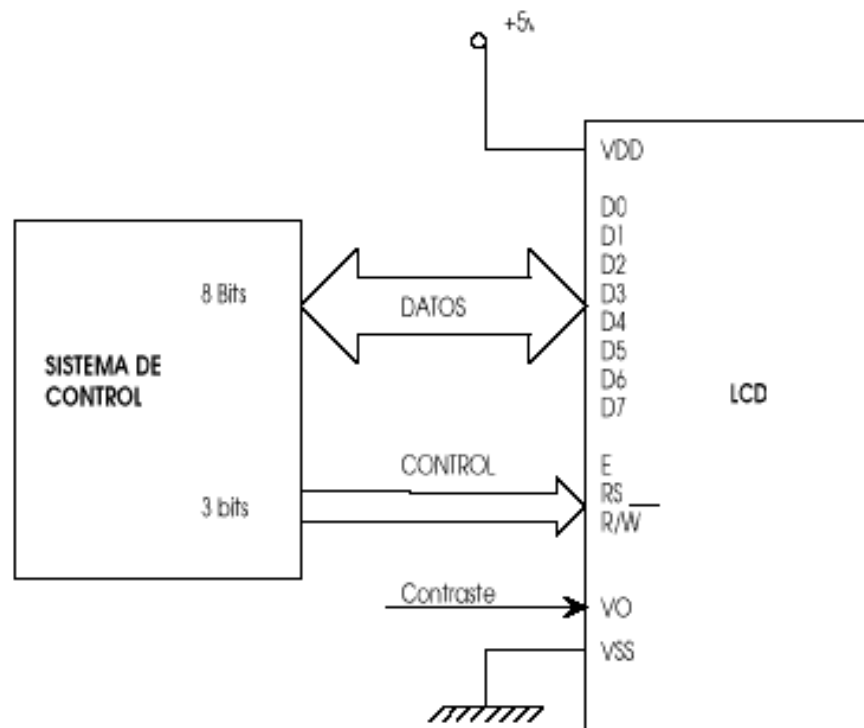 +5v
VDD
D0
D1
D2
D3
D4
D5
D6
D7
8 Bits
DATOS
SISTEMA DE
CONTROL
LCD
CONTROL
3 bits
E
RS
R/W
Contraste
VO
VSS